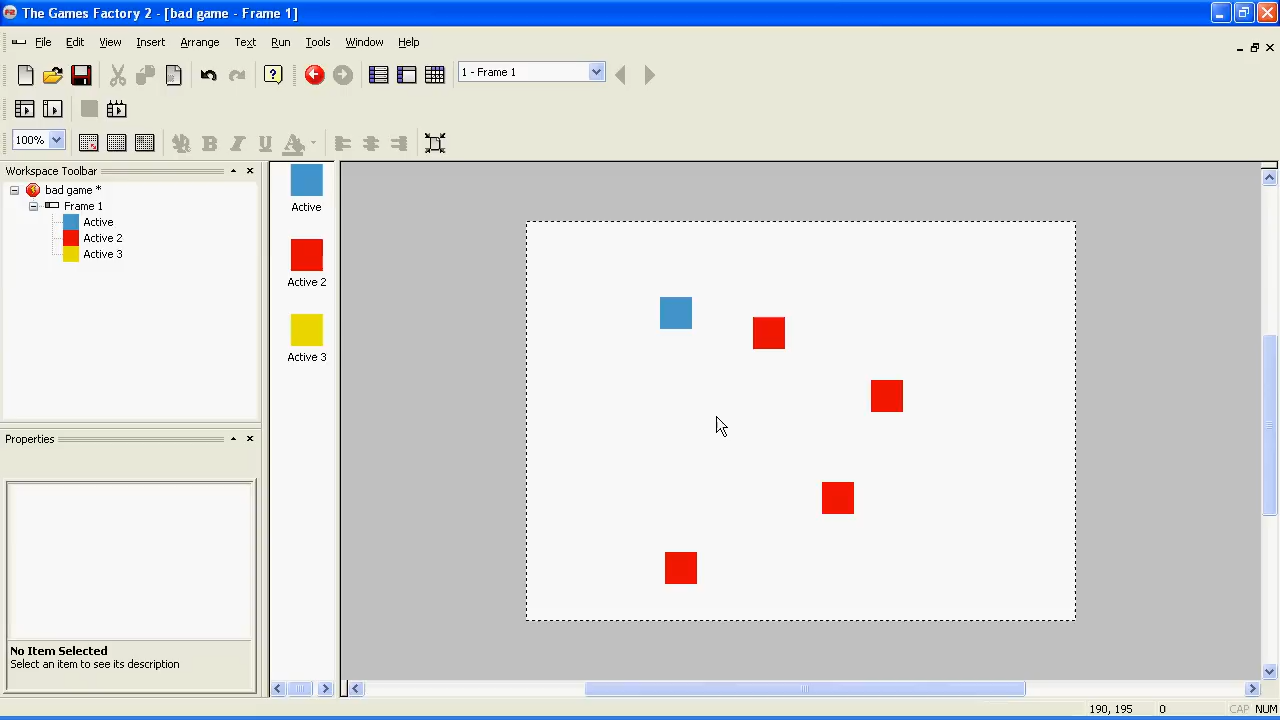 The Games Factory 2 - [bad game - Frame 1]
File Edit View Insert Arrange Text Run Tools Window Help
1 - Frame 1
100% B I U A
Workspace Toolbar
bad game *
Frame 1
Active
Active 2
Active 3
Active
Active 2
Active 3
Properties
No Item Selected
Select an item to see its description
190, 195 0 CAP NUM